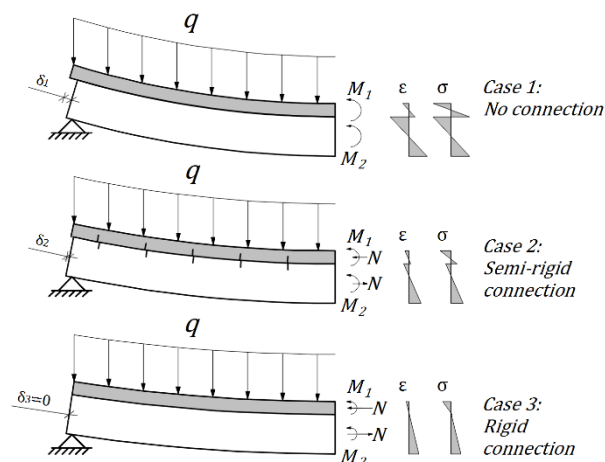 q
δ1
M1
M2
ε σ
Case 1:
No connection
q
δ2
M1
N
N
M2
ε σ
Case 2:
Semi-rigid
connection
q
δ3=0
M1
N
N
M2
ε σ
Case 3:
Rigid
connection